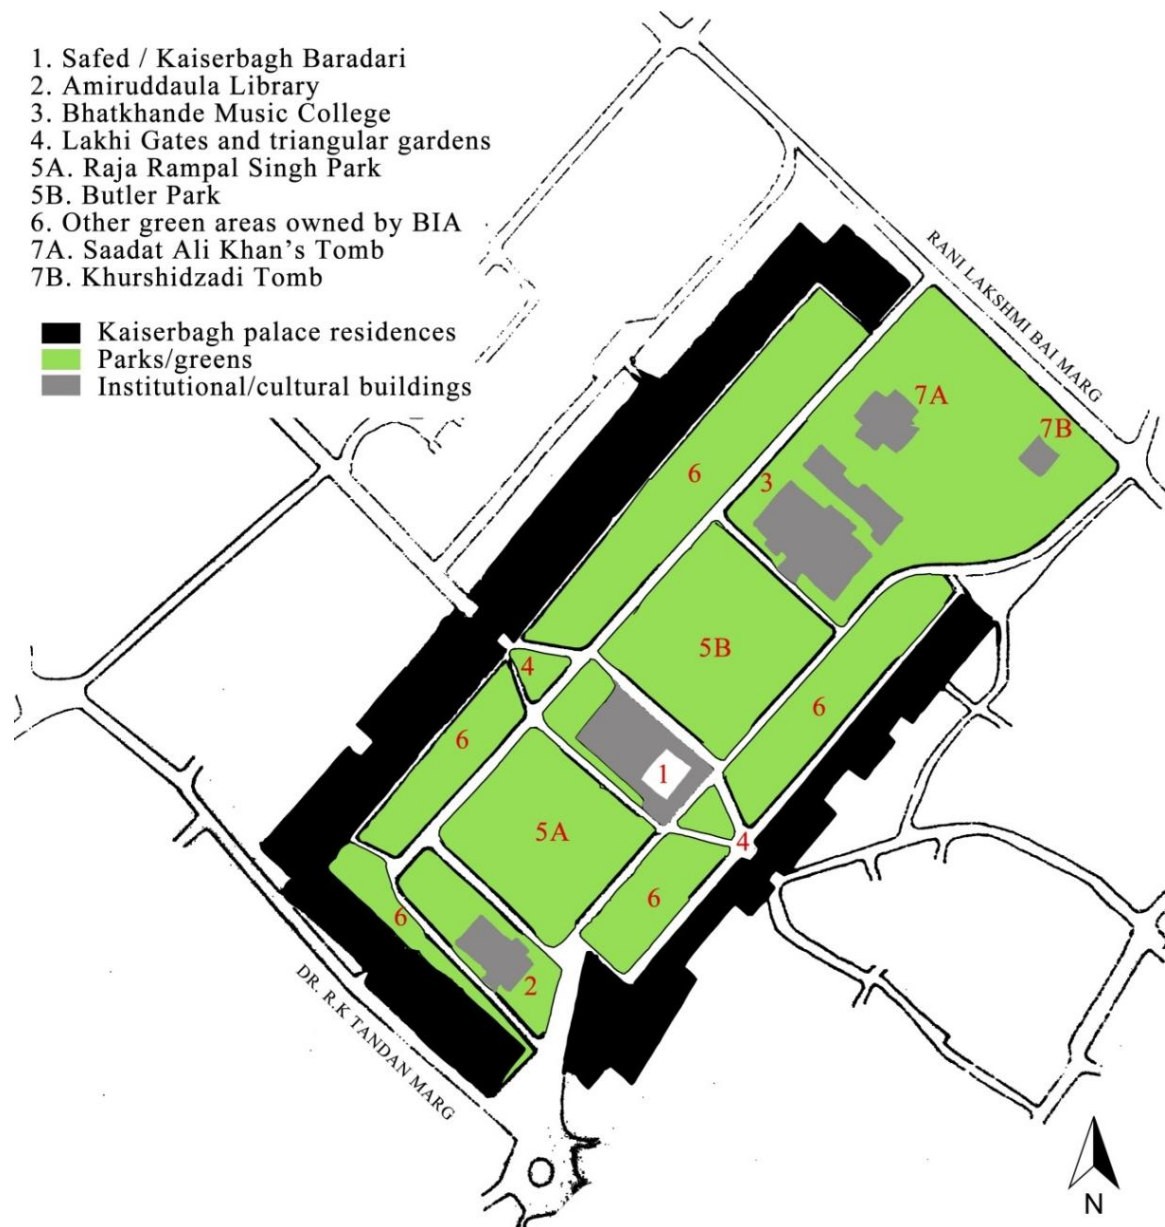 1. Safed / Kaiserbagh Baradari
2. Amiruddaula Library
3. Bhatkhande Music College
4. Lakhi Gates and triangular gardens
5A. Raja Rampal Singh Park
5B. Butler Park
6. Other green areas owned by BIA
7A. Saadat Ali Khan's Tomb
7B. Khurshidzadi Tomb
Kaiserbagh palace residences
Parks/greens
Institutional/cultural buildings
RANI LAKSHMI BAI MARG
7A
7B
6
3
5B
4
6
6
1
5A
4
6
6
2
DR. R.K TANDAN MARG
N